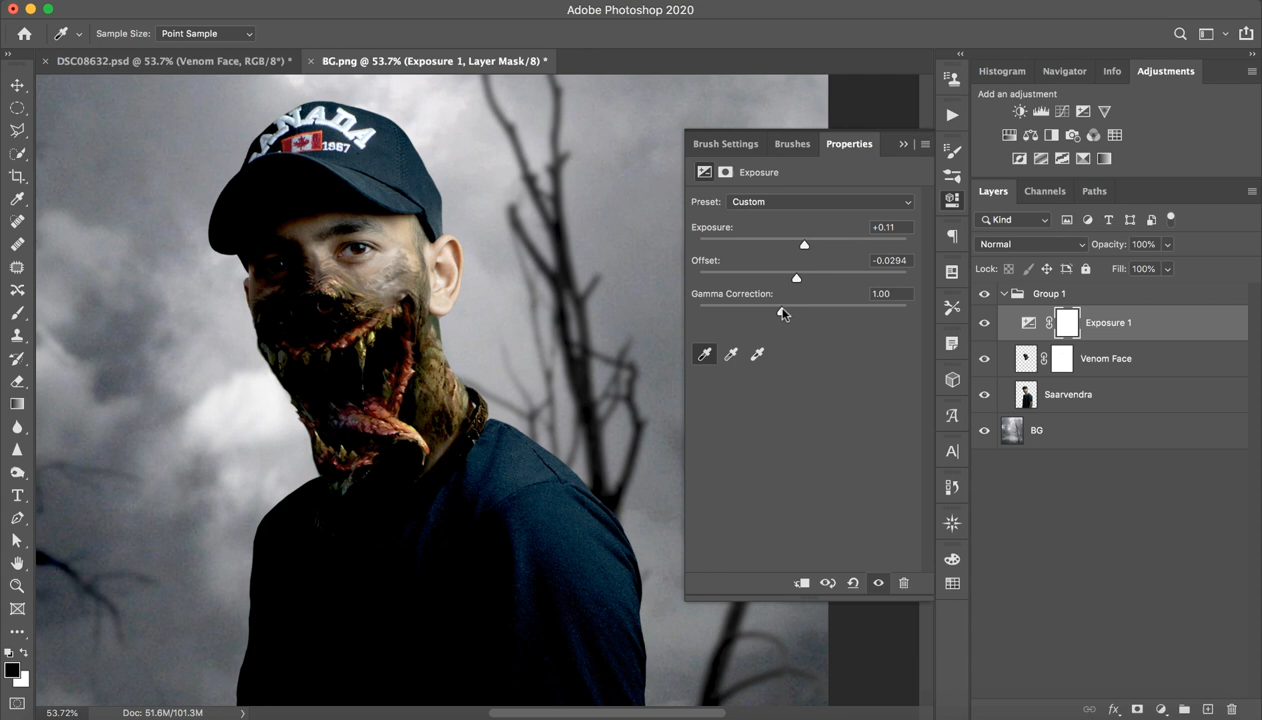 Adobe Photoshop 2020
Sample Size: Point Sample
DSC08632.psd @ 53.7% (Venom Face, RGB/8*) *
BG.png @ 53.7% (Exposure 1, Layer Mask/8) *
Histogram Navigator Info Adjustments
Add an adjustment
CANADA
1867
Brush Settings Brushes Properties
Exposure
Preset: Custom
Exposure: +0.11
Offset: -0.0294
Gamma Correction: 1.00
Layers Channels Paths
Kind
Normal Opacity: 100%
Lock: Fill: 100%
Group 1
Exposure 1
Venom Face
Saarvendra
BG
53.72% Doc: 51.6M/101.3M